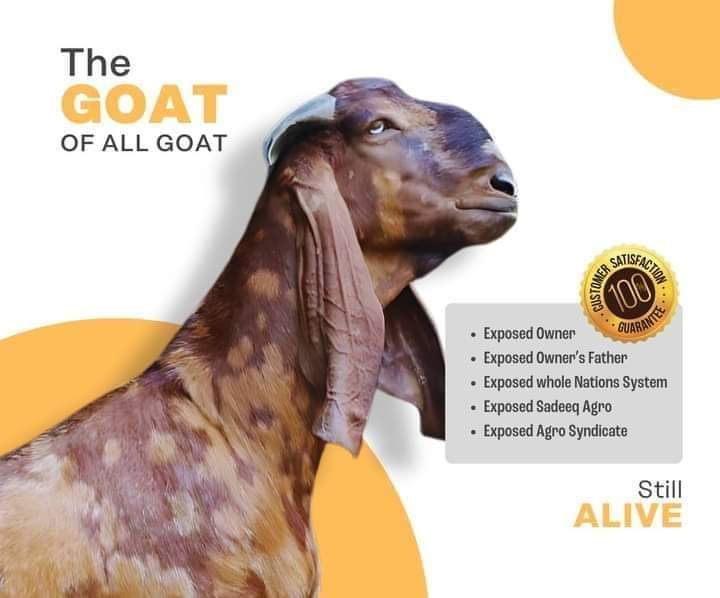 The
GOAT
OF ALL GOAT
CUSTOMER SATISFACTION
100%
GUARANTEE
• Exposed Owner
• Exposed Owner's Father
• Exposed whole Nations System
• Exposed Sadeeq Agro
• Exposed Agro Syndicate
Still
ALIVE